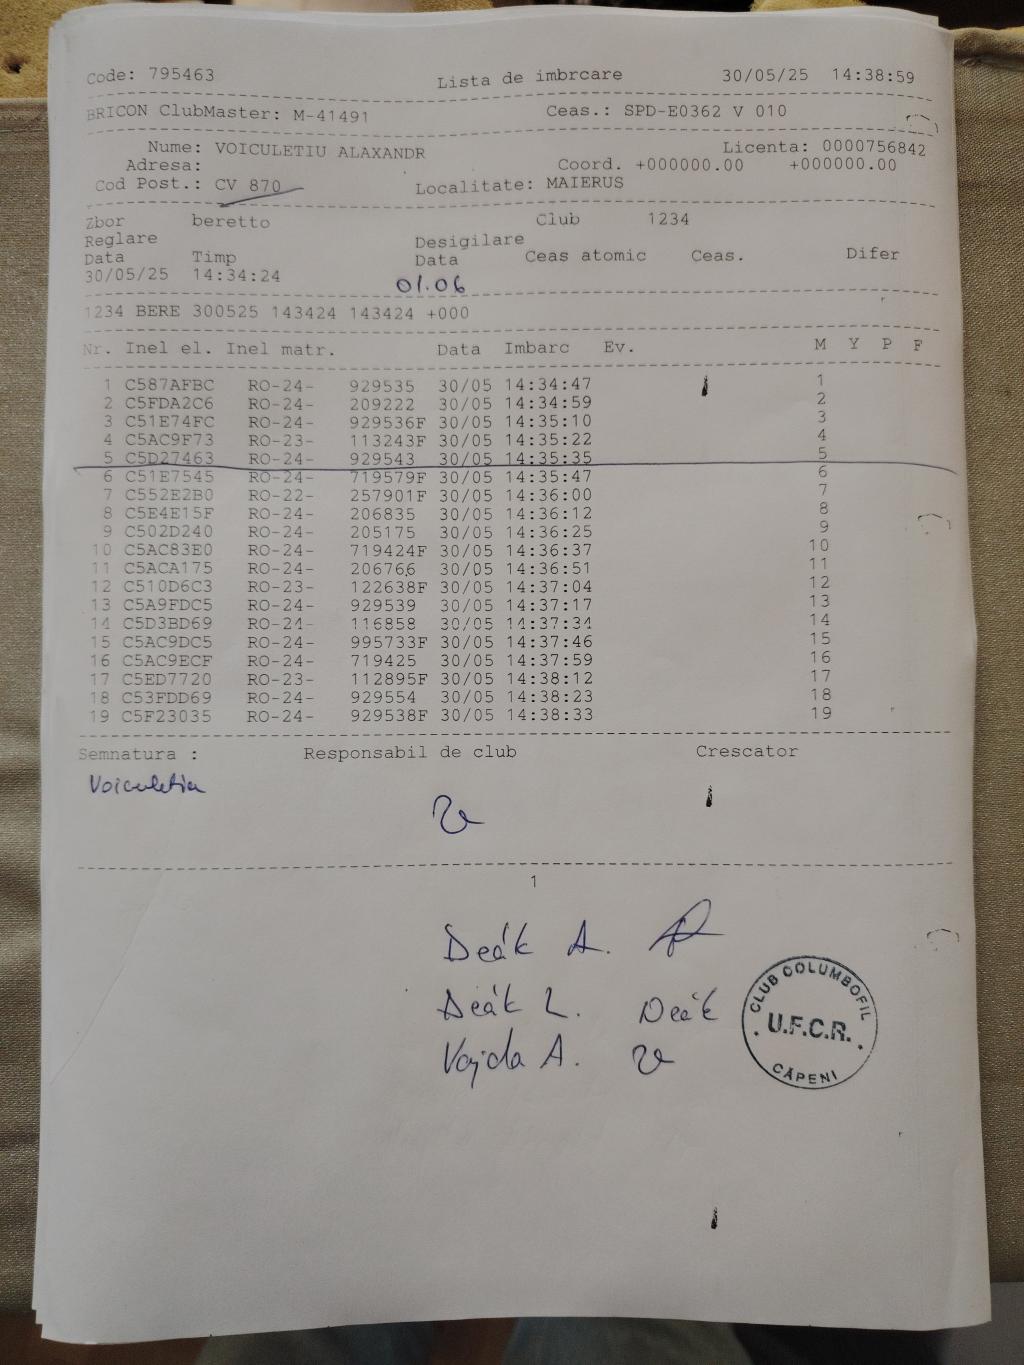 Code: 795463 Lista de imbrcare 30/05/25 14:38:59
BRICON ClubMaster: M-41491 Ceas.: SPD-E0362 V 010
Nume: VOICULETIU ALAXANDR Licenta: 0000756842
Adresa: Coord. +000000.00 +000000.00
Cod Post.: CV 870 Localitate: MAIERUS
Zbor beretto Club 1234
Reglare Desigilare
Data Timp Data Ceas atomic Ceas. Difer
30/05/25 14:34:24 01.06
1234 BERE 300525 143424 143424 +000
Nr. Inel el. Inel matr. Data Imbarc Ev. M Y P F
1 C587AFBC RO-24- 929535 30/05 14:34:47 1
2 C5FDA2C6 RO-24- 209222 30/05 14:34:59 2
3 C51E74FC RO-24- 929536F 30/05 14:35:10 3
4 C5AC9F73 RO-23- 113243F 30/05 14:35:22 4
5 C5D27463 RO-24- 929543 30/05 14:35:35 5
6 C51E7545 RO-24- 719579F 30/05 14:35:47 6
7 C552E2B0 RO-22- 257901F 30/05 14:36:00 7
8 C5E4E15F RO-24- 206835 30/05 14:36:12 8
9 C502D240 RO-24- 205175 30/05 14:36:25 9
10 C5AC83E0 RO-24- 719424F 30/05 14:36:37 10
11 C5ACA175 RO-24- 206766 30/05 14:36:51 11
12 C510D6C3 RO-23- 122638F 30/05 14:37:04 12
13 C5A9FDC5 RO-24- 929539 30/05 14:37:17 13
14 C5D3BD69 RO-24- 116858 30/05 14:37:34 14
15 C5AC9DC5 RO-24- 995733F 30/05 14:37:46 15
16 C5AC9ECF RO-24- 719425 30/05 14:37:59 16
17 C5ED7720 RO-23- 112895F 30/05 14:38:12 17
18 C53FDD69 RO-24- 929554 30/05 14:38:23 18
19 C5F23035 RO-24- 929538F 30/05 14:38:33 19
Semnatura : Responsabil de club Crescator
Voiculetiu
1
Deák A.
Deák L. Deák
Vajda A.
CLUB COLUMBOFIL
U.F.C.R.
CĂPENI